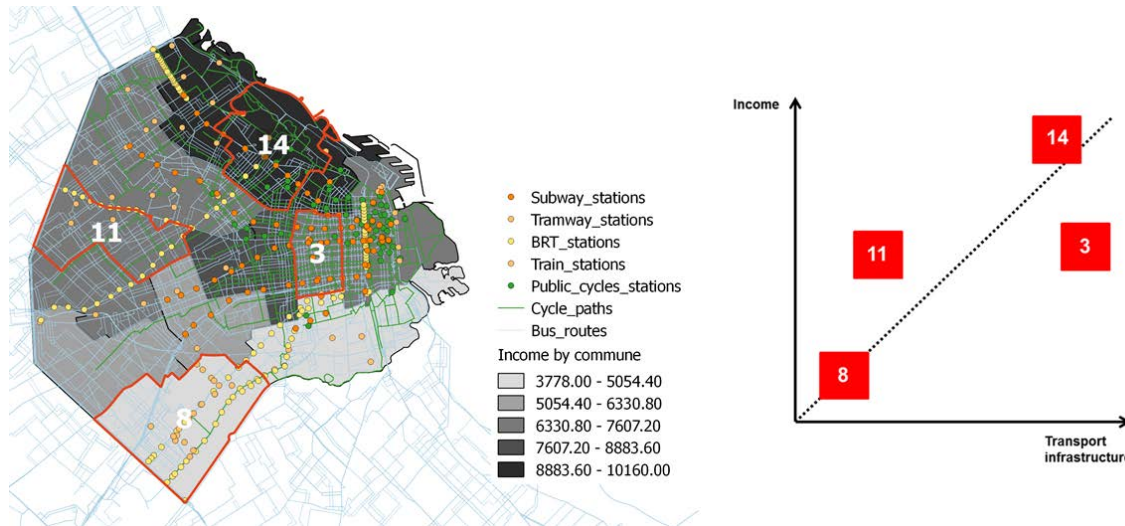 14
11
3
8
Subway_stations
Tramway_stations
BRT_stations
Train_stations
Public_cycles_stations
Cycle_paths
Bus_routes
Income by commune
3778.00 - 5054.40
5054.40 - 6330.80
6330.80 - 7607.20
7607.20 - 8883.60
8883.60 - 10160.00
Income
14
11
3
8
Transport
infrastructure